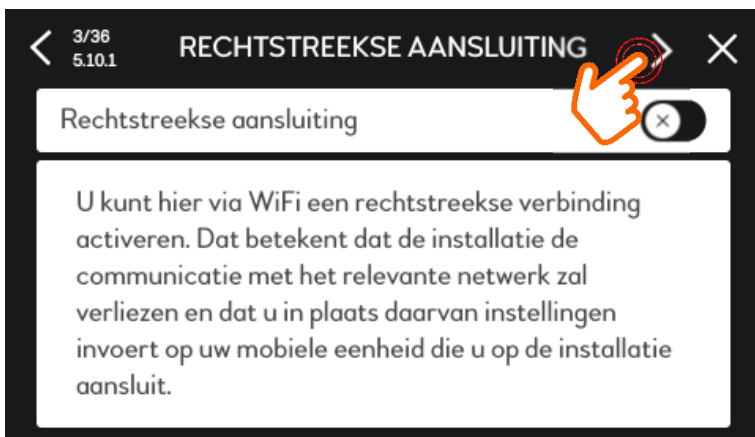 3/36
5.10.1
RECHTSTREEKSE AANSLUITING
Rechtstreekse aansluiting
U kunt hier via WiFi een rechtstreekse verbinding
activeren. Dat betekent dat de installatie de
communicatie met het relevante netwerk zal
verliezen en dat u in plaats daarvan instellingen
invoert op uw mobiele eenheid die u op de installatie
aansluit.